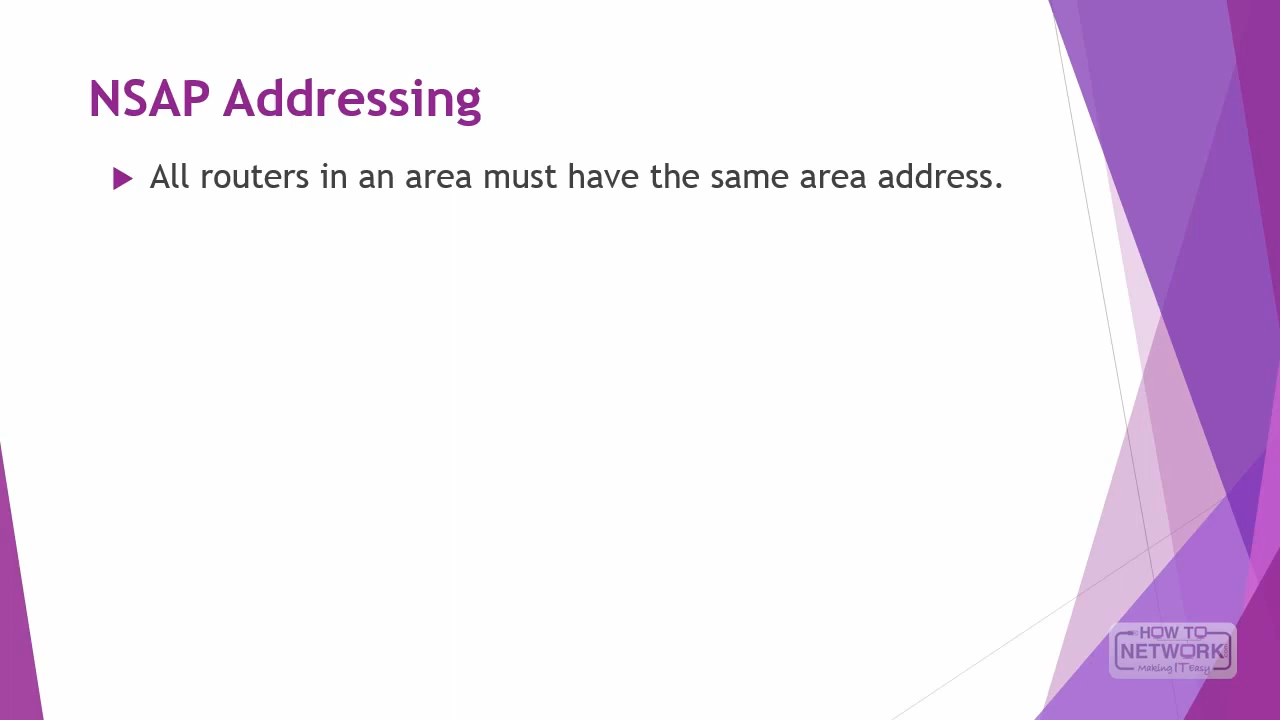 NSAP Addressing
All routers in an area must have the same area address.
HOW TO
NETWORK
Making IT Easy